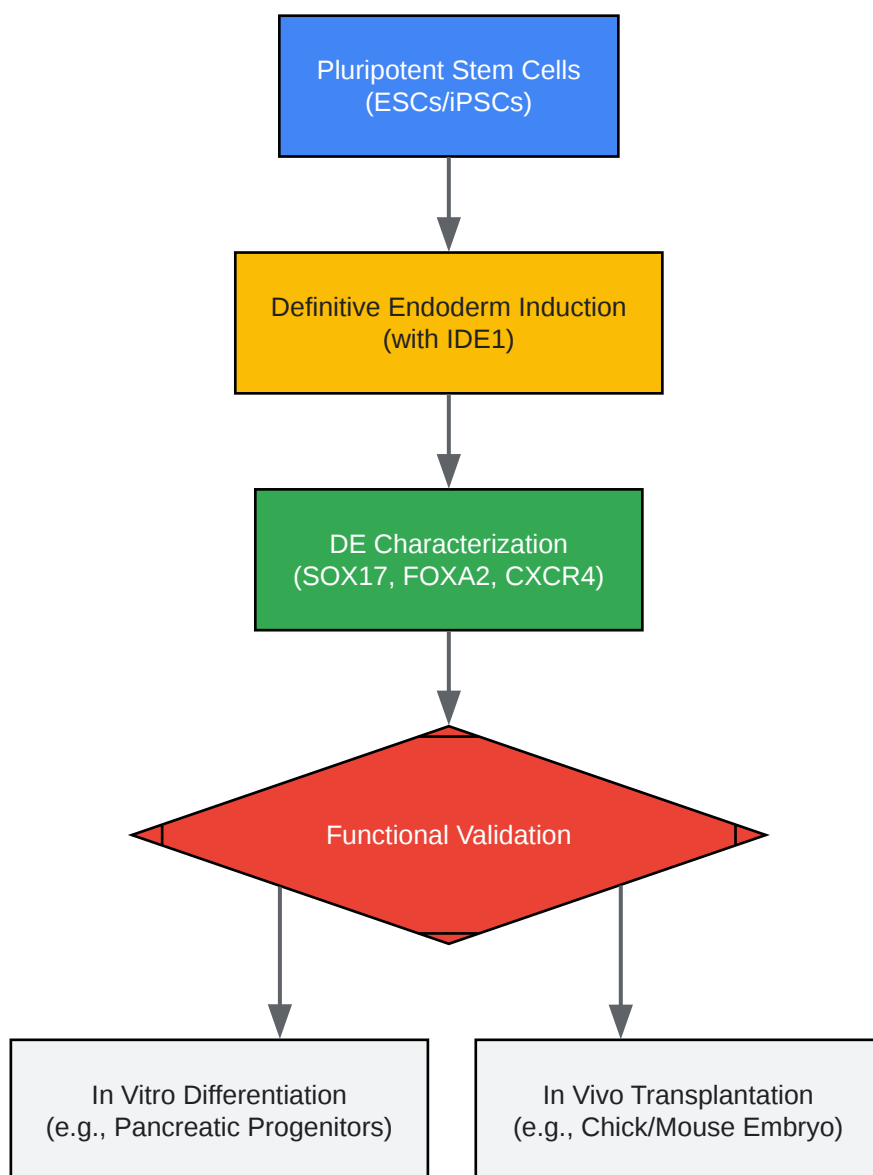 Pluripotent Stem Cells
(ESCs/iPSCs)
Definitive Endoderm Induction
(with IDE1)
DE Characterization
(SOX17, FOXA2, CXCR4)
Functional Validation
In Vitro Differentiation
(e.g., Pancreatic Progenitors)
In Vivo Transplantation
(e.g., Chick/Mouse Embryo)